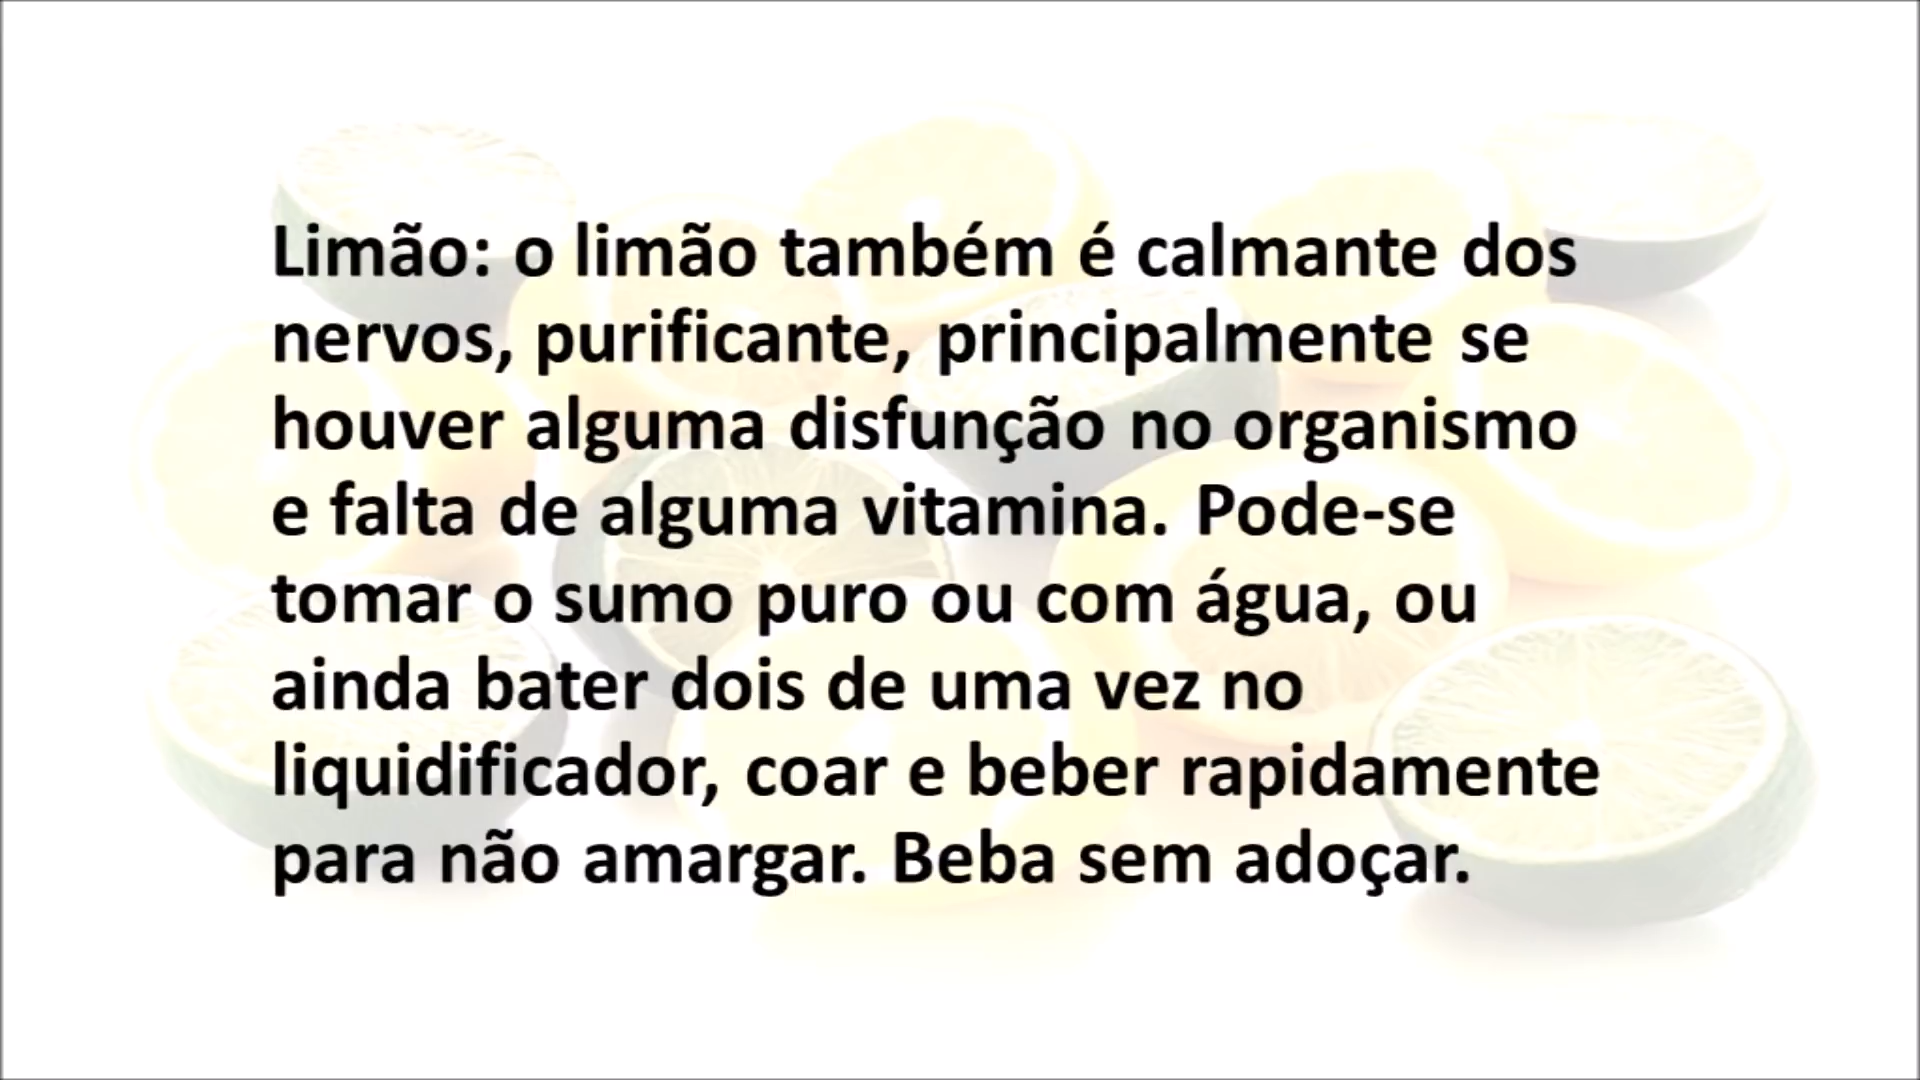 Limão: o limão também é calmante dos
nervos, purificante, principalmente se
houver alguma disfunção no organismo
e falta de alguma vitamina. Pode-se
tomar o sumo puro ou com água, ou
ainda bater dois de uma vez no
liquidificador, coar e beber rapidamente
para não amargar. Beba sem adoçar.